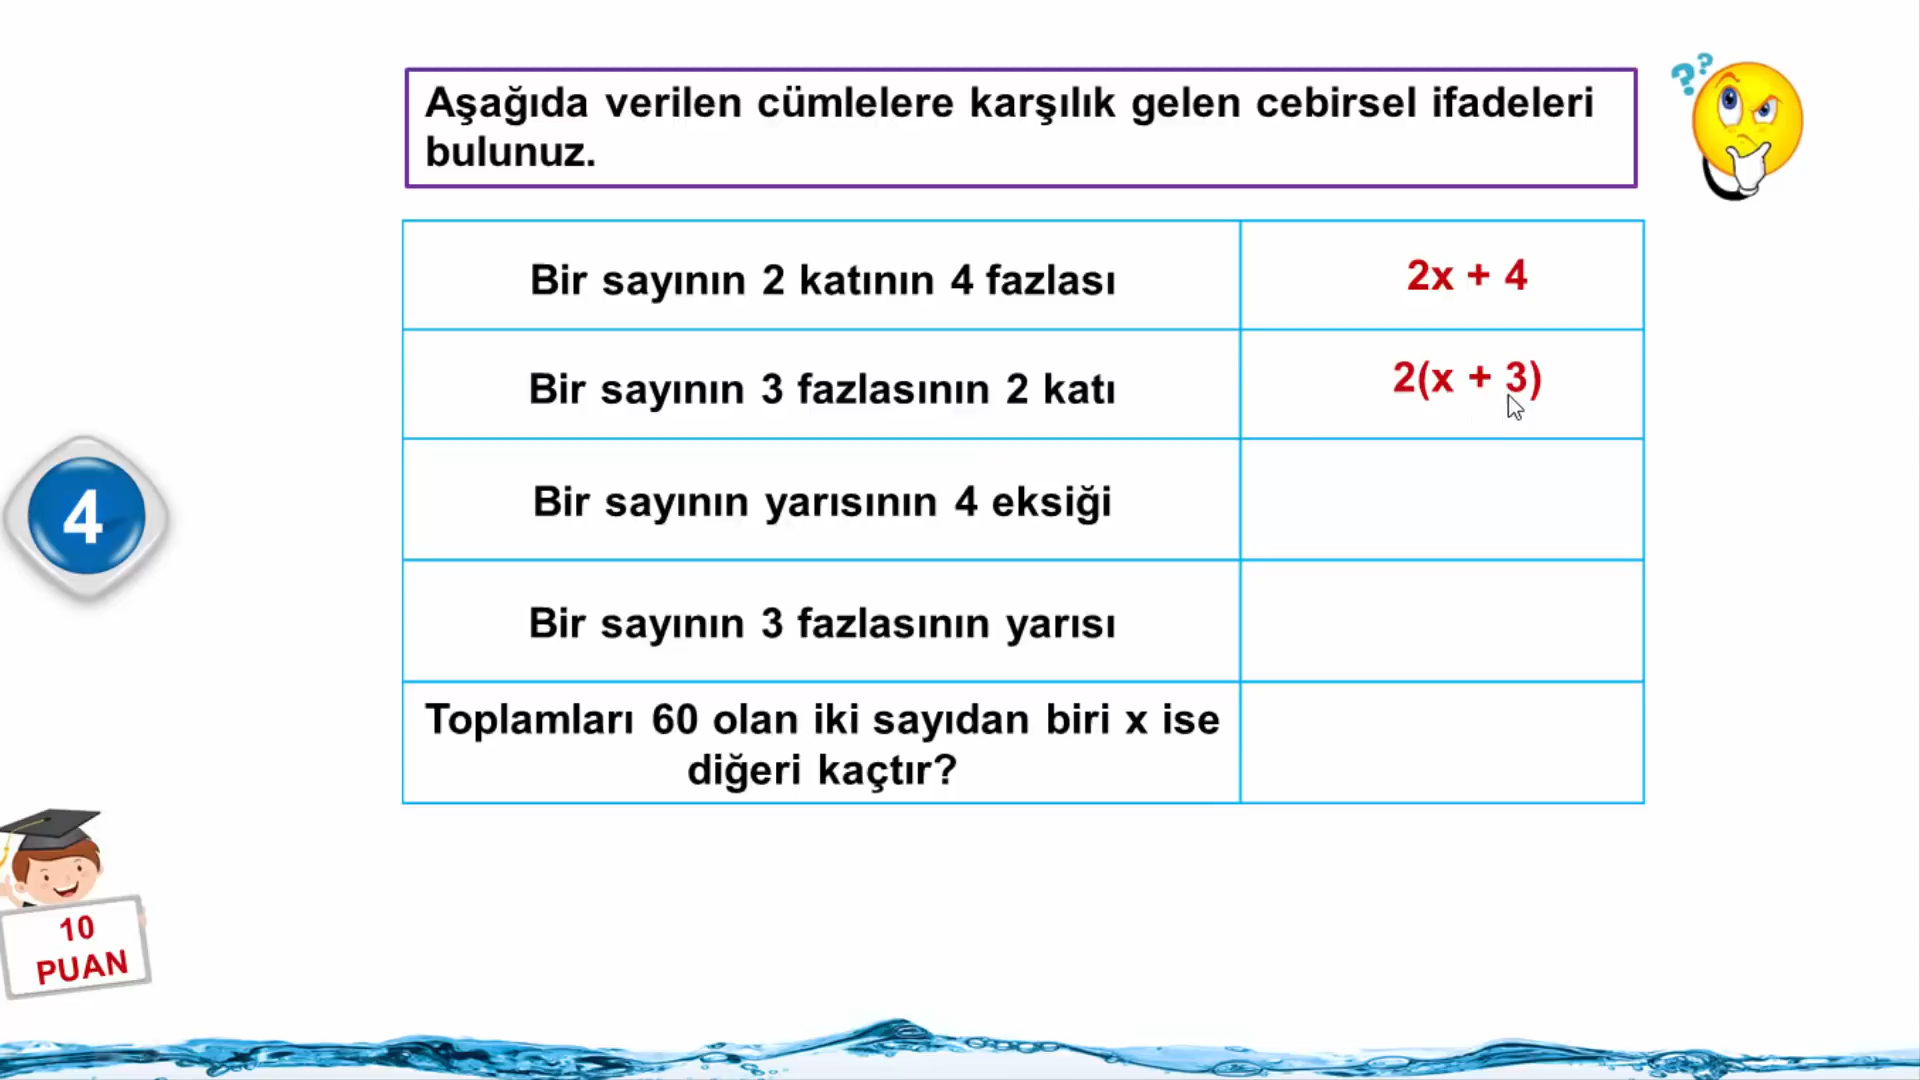 Aşağıda verilen cümlelere karşılık gelen cebirsel ifadeleri
bulunuz.
Bir sayının 2 katının 4 fazlası
2x + 4
Bir sayının 3 fazlasının 2 katı
2(x + 3)
Bir sayının yarısının 4 eksiği
Bir sayının 3 fazlasının yarısı
Toplamları 60 olan iki sayıdan biri x ise
diğeri kaçtır?
4
10
PUAN
??